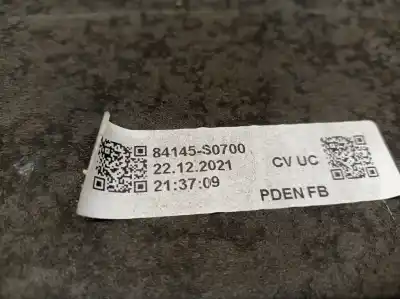 84145-S0700
22.12.2021 CV UC
21:37:09 PDEN FB